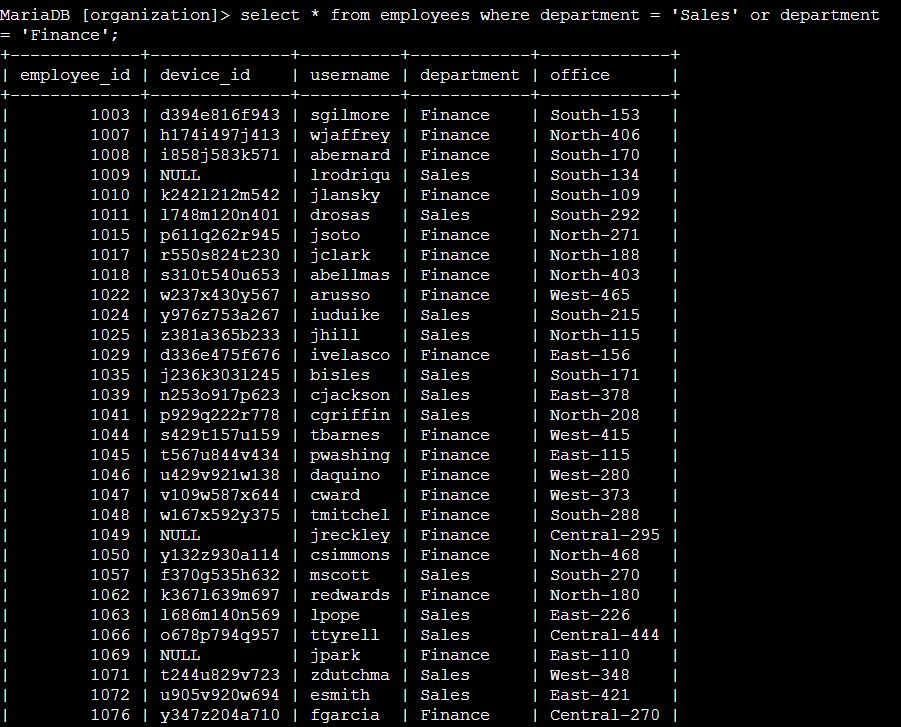 MariaDB [organization]> select * from employees where department = 'Sales' or department
= 'Finance';
+-------------+--------------+----------+------------+-------------+
| employee_id | device_id    | username | department | office      |
+-------------+--------------+----------+------------+-------------+
|        1003 | d394e816f943 | sgilmore | Finance    | South-153   |
|        1007 | h174i497j413 | wjaffrey | Finance    | North-406   |
|        1008 | i858j583k571 | abernard | Finance    | South-170   |
|        1009 | NULL         | lrodriqu | Sales      | South-134   |
|        1010 | k242l212m542 | jlansky  | Finance    | South-109   |
|        1011 | l748m120n401 | drosas   | Sales      | South-292   |
|        1015 | p611q262r945 | jsoto    | Finance    | North-271   |
|        1017 | r550s824t230 | jclark   | Finance    | North-188   |
|        1018 | s310t540u653 | abellmas | Finance    | North-403   |
|        1022 | w237x430y567 | arusso   | Finance    | West-465    |
|        1024 | y976z753a267 | iuduike  | Sales      | South-215   |
|        1025 | z381a365b233 | jhill    | Sales      | North-115   |
|        1029 | d336e475f676 | ivelasco | Finance    | East-156    |
|        1035 | j236k303l245 | bisles   | Sales      | South-171   |
|        1039 | n253o917p623 | cjackson | Sales      | East-378    |
|        1041 | p929q222r778 | cgriffin | Sales      | North-208   |
|        1044 | s429t157u159 | tbarnes  | Finance    | West-415    |
|        1045 | t567u844v434 | pwashing | Finance    | East-115    |
|        1046 | u429v921w138 | daquino  | Finance    | West-280    |
|        1047 | v109w587x644 | cward    | Finance    | West-373    |
|        1048 | w167x592y375 | tmitchel | Finance    | South-288   |
|        1049 | NULL         | jreckley | Finance    | Central-295 |
|        1050 | y132z930a114 | csimmons | Finance    | North-468   |
|        1057 | f370g535h632 | mscott   | Sales      | South-270   |
|        1062 | k367l639m697 | redwards | Finance    | North-180   |
|        1063 | l686m140n569 | lpope    | Sales      | East-226    |
|        1066 | o678p794q957 | ttyrell  | Sales      | Central-444 |
|        1069 | NULL         | jpark    | Finance    | East-110    |
|        1071 | t244u829v723 | zdutchma | Sales      | West-348    |
|        1072 | u905v920w694 | esmith   | Sales      | East-421    |
|        1076 | y347z204a710 | fgarcia  | Finance    | Central-270 |